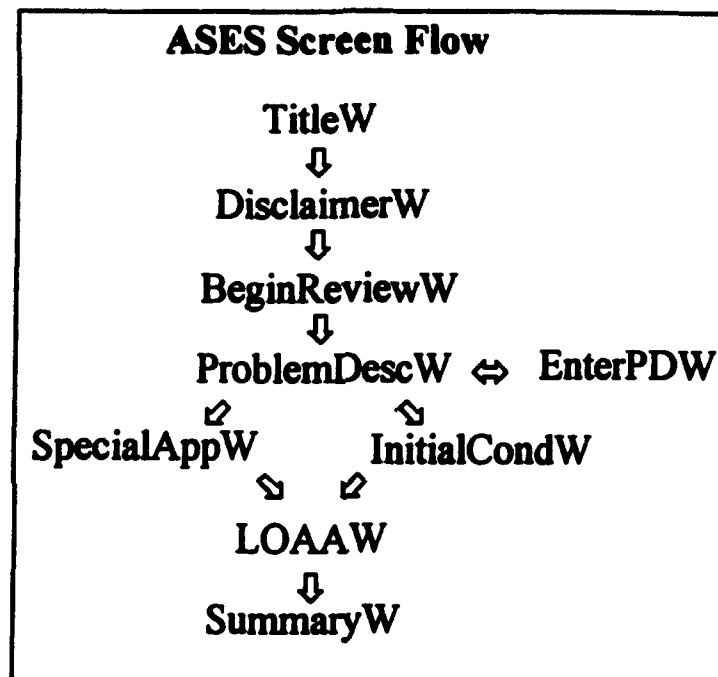 ASES Screen Flow
TitleW
DisclaimerW
BeginReviewW
ProblemDescW ⇔ EnterPDW
SpecialAppW InitialCondW
LOAAW
SummaryW